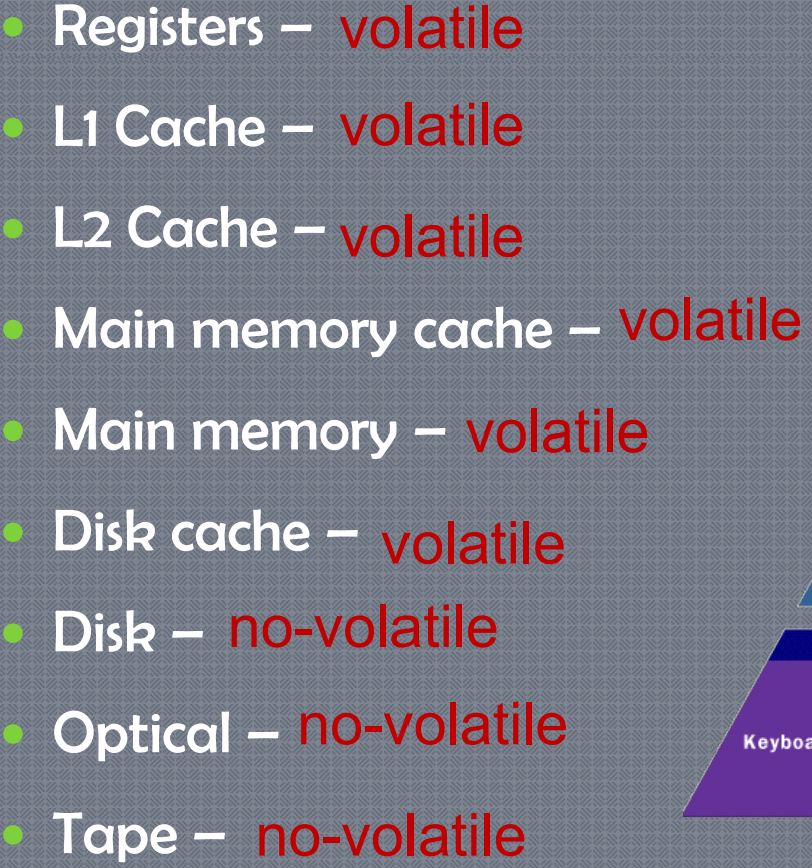 Registers – volatile
L1 Cache – volatile
L2 Cache – volatile
Main memory cache – volatile
Main memory – volatile
Disk cache – volatile
Disk – no-volatile
Optical – no-volatile
Tape – no-volatile